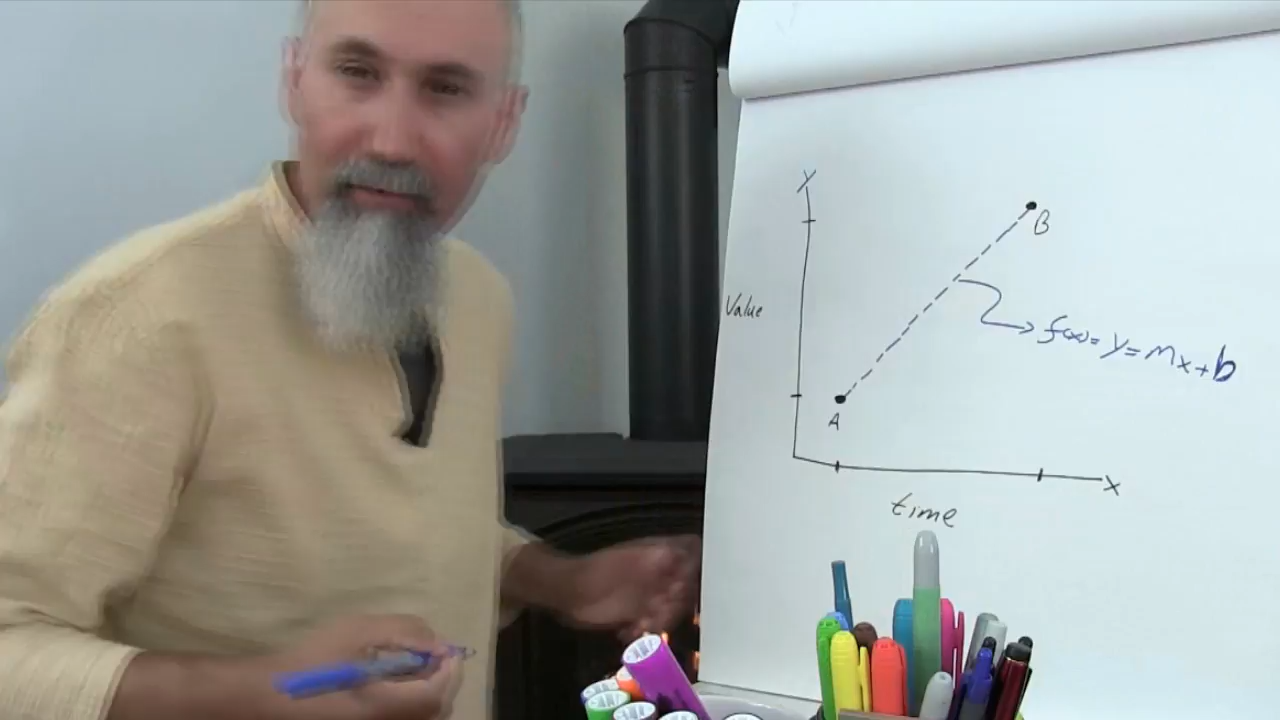 Y
B
Value
f(x)= y=mx+b
A
X
time